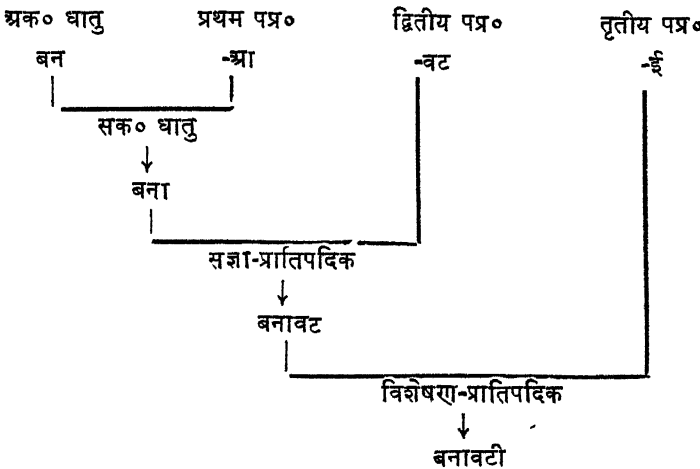 अक० धातु प्रथम पप्र० द्वितीय पप्र० तृतीय पप्र०
बन -आ -वट -ई
सक० धातु
बना
सज्ञा-प्रातिपदिक
बनावट
विशेषण-प्रातिपदिक
बनावटी